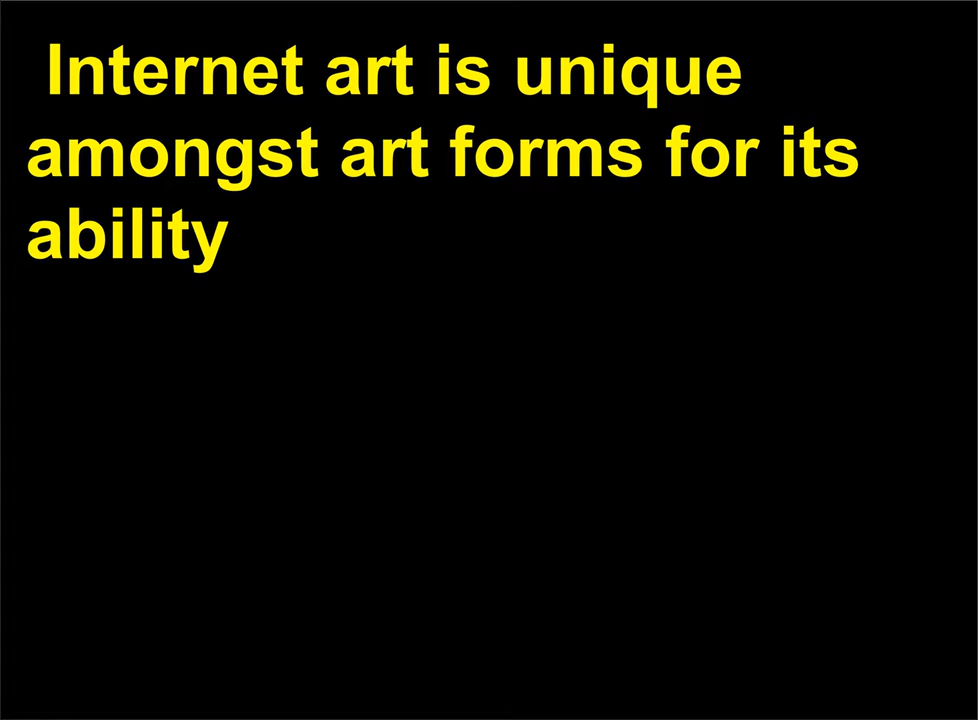 Internet art is unique
amongst art forms for its
ability